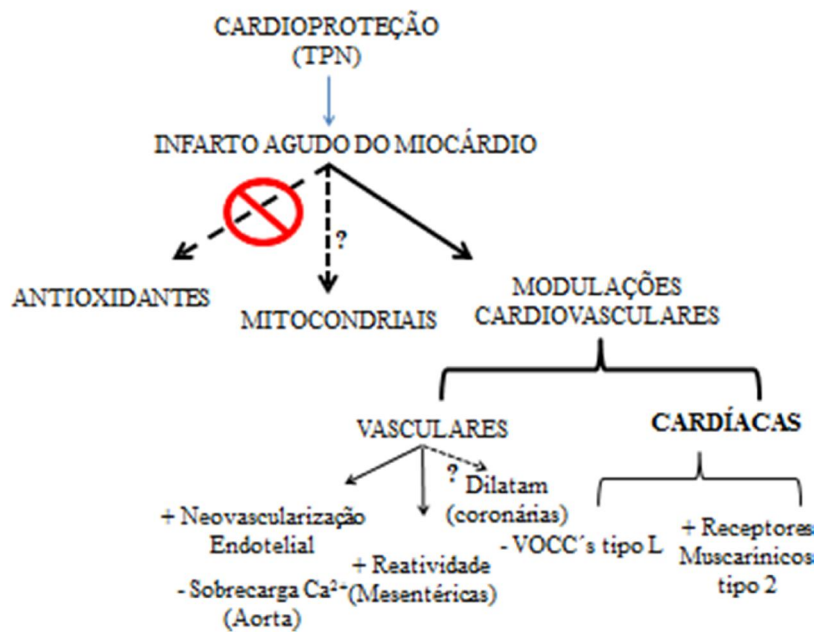 CARDIOPROTEÇÃO
(TPN)
INFARTO AGUDO DO MIOCÁRDIO
?
ANTIOXIDANTES
MITOCONDRIAIS
MODULAÇÕES
CARDIOVASCULARES
VASCULARES
CARDÍACAS
+ Neovascularização
Endotelial
- Sobrecarga Ca²⁺
(Aorta)
+ Reatividade
(Mesentéricas)
?
Dilatam
(coronárias)
- VOCC´s tipo L
+ Receptores
Muscarinicos
tipo 2